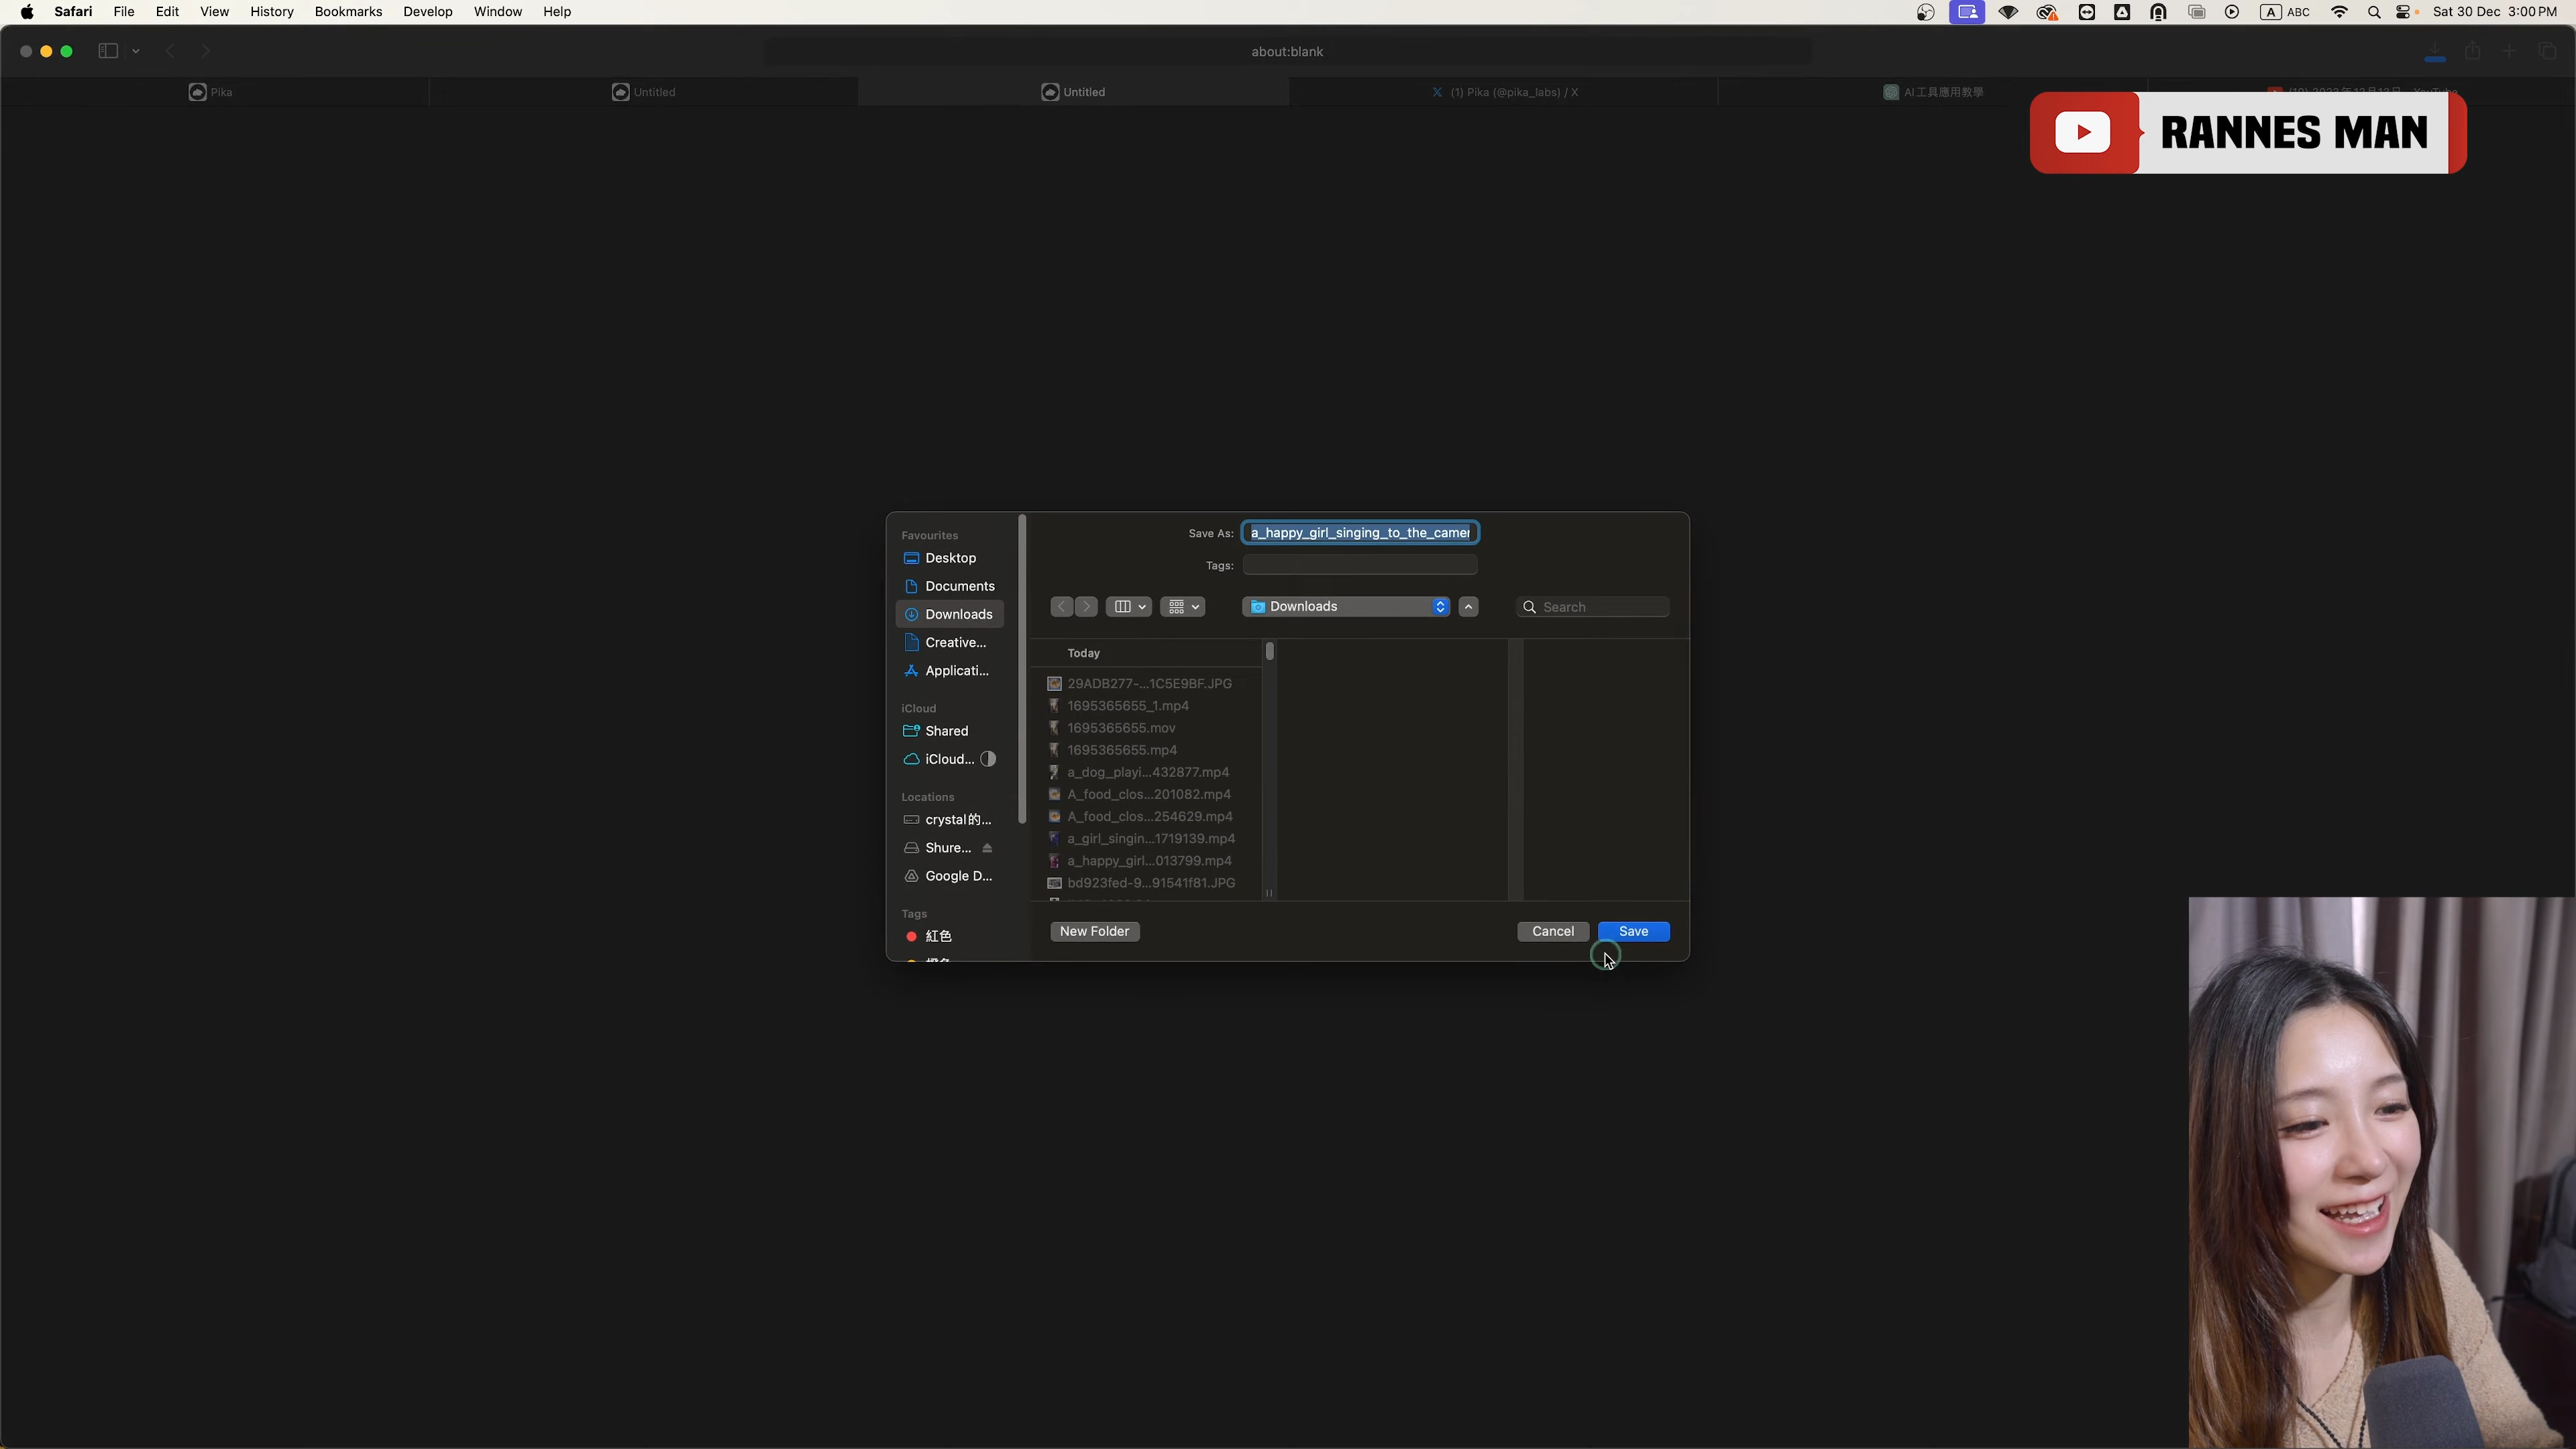 Safari File Edit View History Bookmarks Develop Window Help
A ABC Sat 30 Dec 3:00 PM
about:blank
Pika
Untitled
Untitled
(1) Pika (@pika_labs) / X
AI工具應用教學
RANNES MAN
Favourites
Desktop
Documents
Downloads
Creative...
Applicati...
iCloud
Shared
iCloud...
Locations
crystal的...
Shure...
Google D...
Tags
紅色
Save As: a_happy_girl_singing_to_the_camer
Tags:
Downloads
Search
Today
29ADB277-...1C5E9BF.JPG
1695365655_1.mp4
1695365655.mov
1695365655.mp4
a_dog_playi...432877.mp4
A_food_clos...201082.mp4
A_food_clos...254629.mp4
a_girl_singin...1719139.mp4
a_happy_girl...013799.mp4
bd923fed-9...91541f81.JPG
New Folder
Cancel
Save